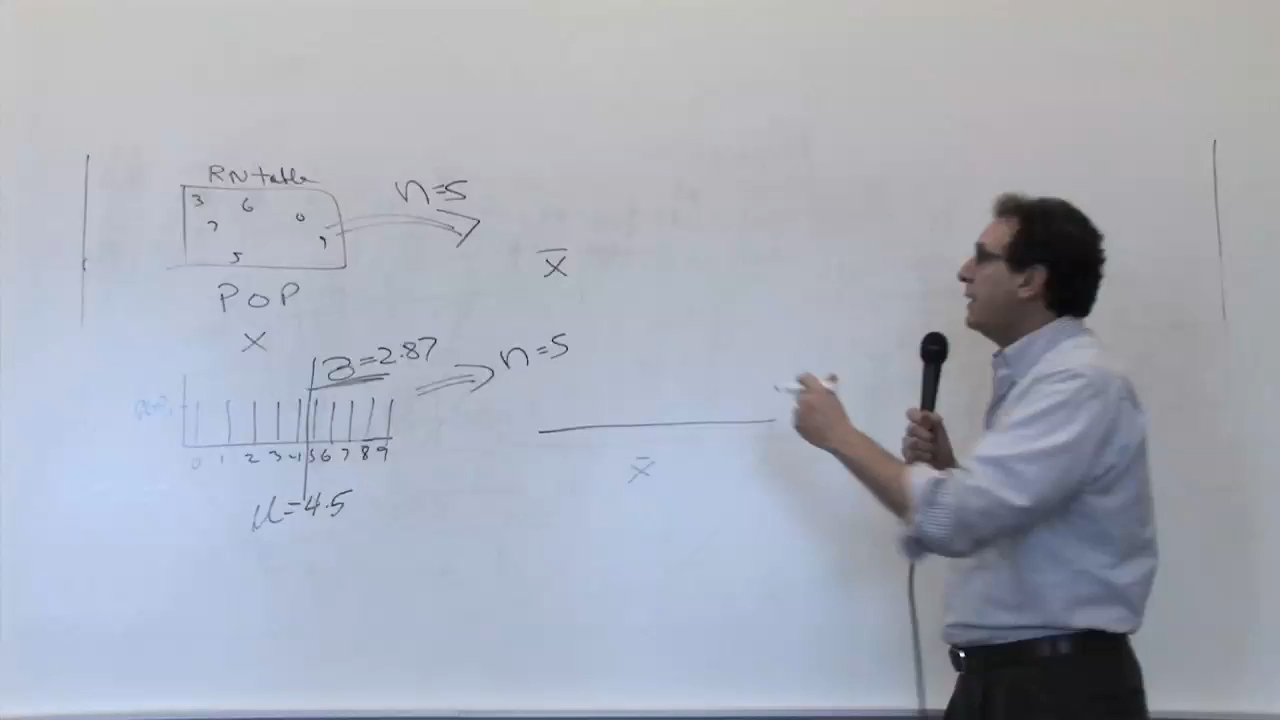 RN table
n=5
3 6 0
7 9
5
x̄
POP
X
σ=2.87
n=5
0 1 2 3 4 5 6 7 8 9
x̄
μ=4.5